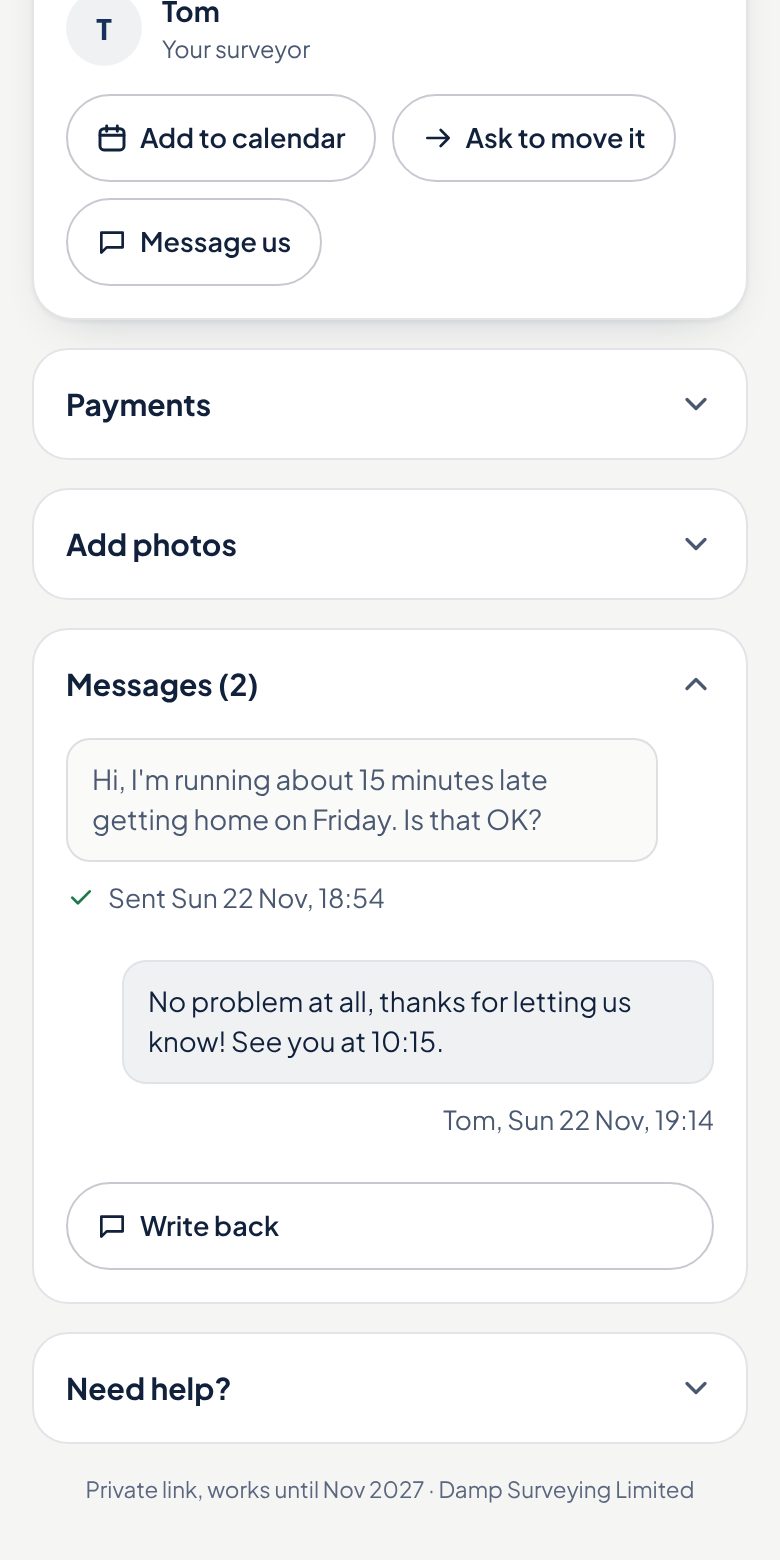 T
Tom
Your surveyor
Add to calendar
Ask to move it
Message us
Payments
Add photos
Messages (2)
Hi, I'm running about 15 minutes late
getting home on Friday. Is that OK?
Sent Sun 22 Nov, 18:54
No problem at all, thanks for letting us
know! See you at 10:15.
Tom, Sun 22 Nov, 19:14
Write back
Need help?
Private link, works until Nov 2027 · Damp Surveying Limited